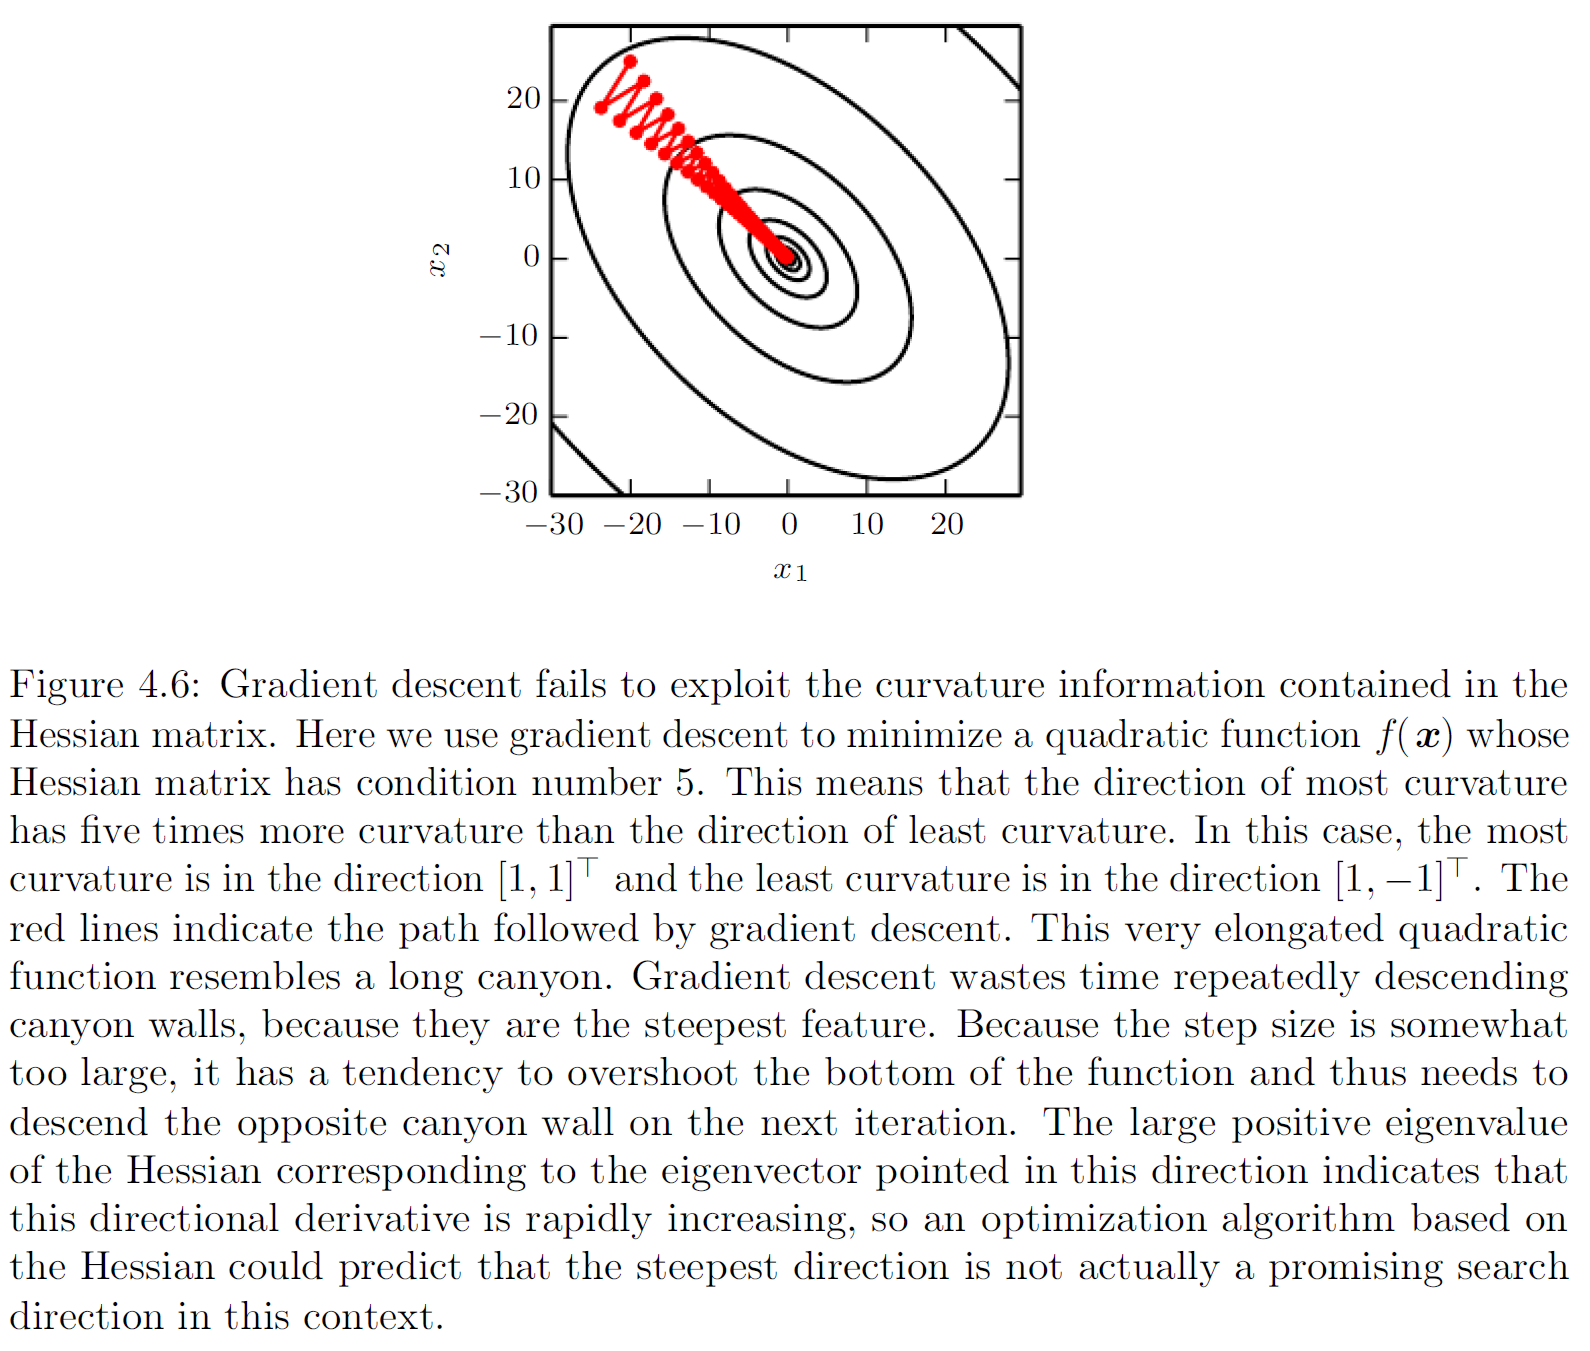 20
10
0
−10
−20
−30
x2
−30 −20 −10 0 10 20
x1
Figure 4.6: Gradient descent fails to exploit the curvature information contained in the
Hessian matrix. Here we use gradient descent to minimize a quadratic function f(x) whose
Hessian matrix has condition number 5. This means that the direction of most curvature
has five times more curvature than the direction of least curvature. In this case, the most
curvature is in the direction [1, 1]⊤ and the least curvature is in the direction [1, −1]⊤. The
red lines indicate the path followed by gradient descent. This very elongated quadratic
function resembles a long canyon. Gradient descent wastes time repeatedly descending
canyon walls, because they are the steepest feature. Because the step size is somewhat
too large, it has a tendency to overshoot the bottom of the function and thus needs to
descend the opposite canyon wall on the next iteration. The large positive eigenvalue
of the Hessian corresponding to the eigenvector pointed in this direction indicates that
this directional derivative is rapidly increasing, so an optimization algorithm based on
the Hessian could predict that the steepest direction is not actually a promising search
direction in this context.